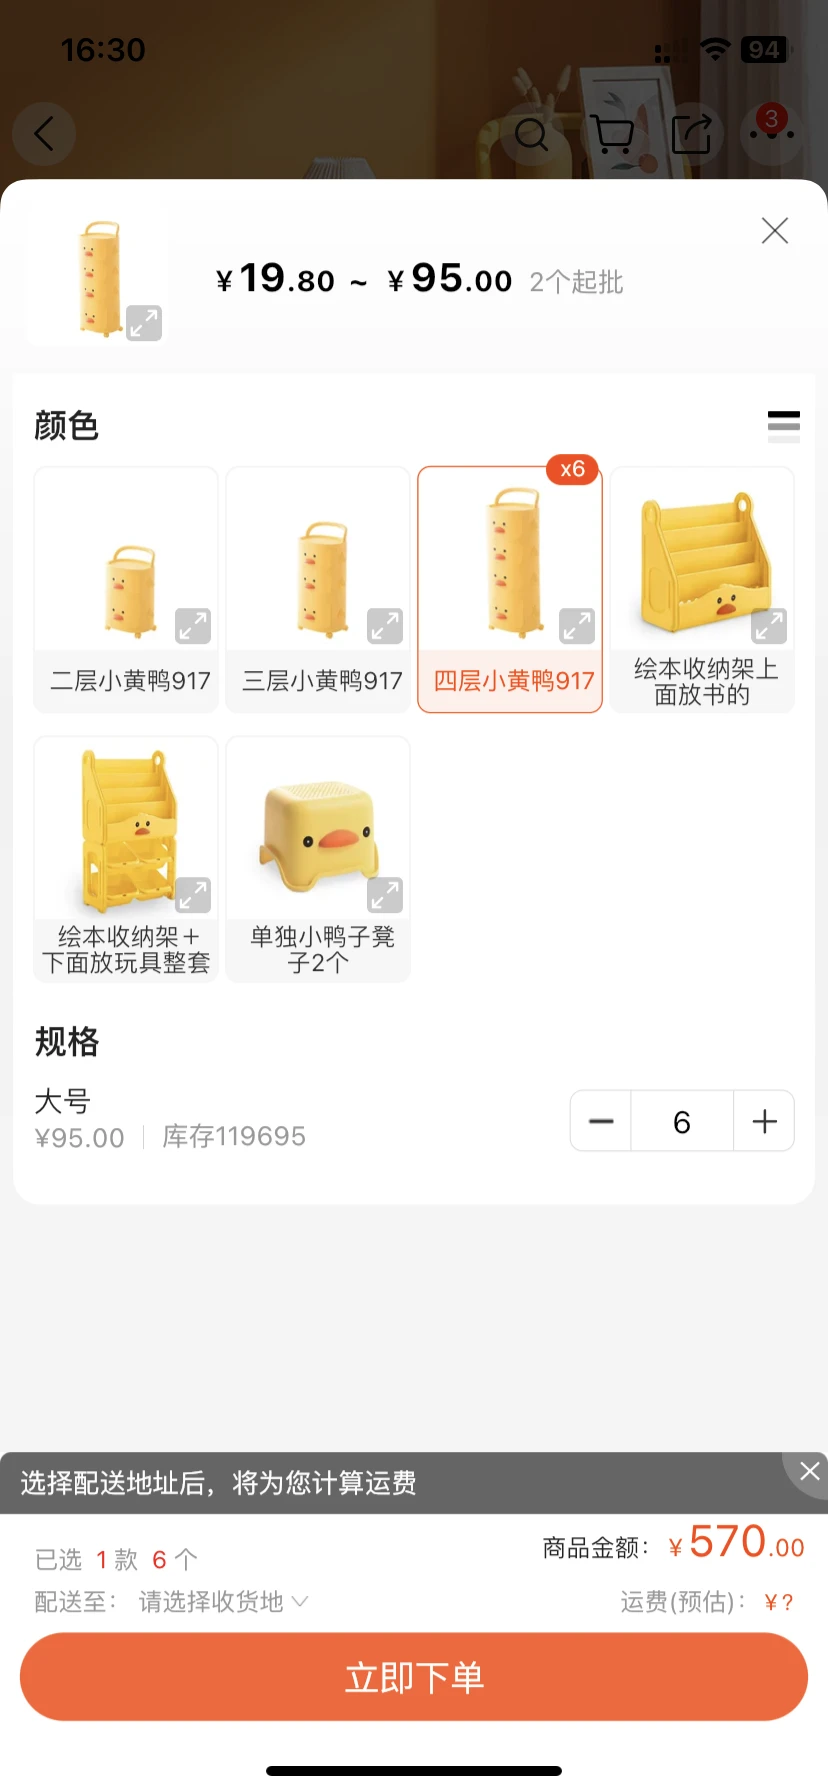 16:30
94
3
¥19.80 ~ ¥95.00 2个起批
颜色
x6
二层小黄鸭917
三层小黄鸭917
四层小黄鸭917
绘本收纳架上
面放书的
绘本收纳架＋
下面放玩具整套
单独小鸭子凳
子2个
规格
大号
¥95.00 库存119695
6
选择配送地址后，将为您计算运费
已选 1 款 6 个
商品金额：¥570.00
配送至： 请选择收货地
运费(预估)：¥?
立即下单